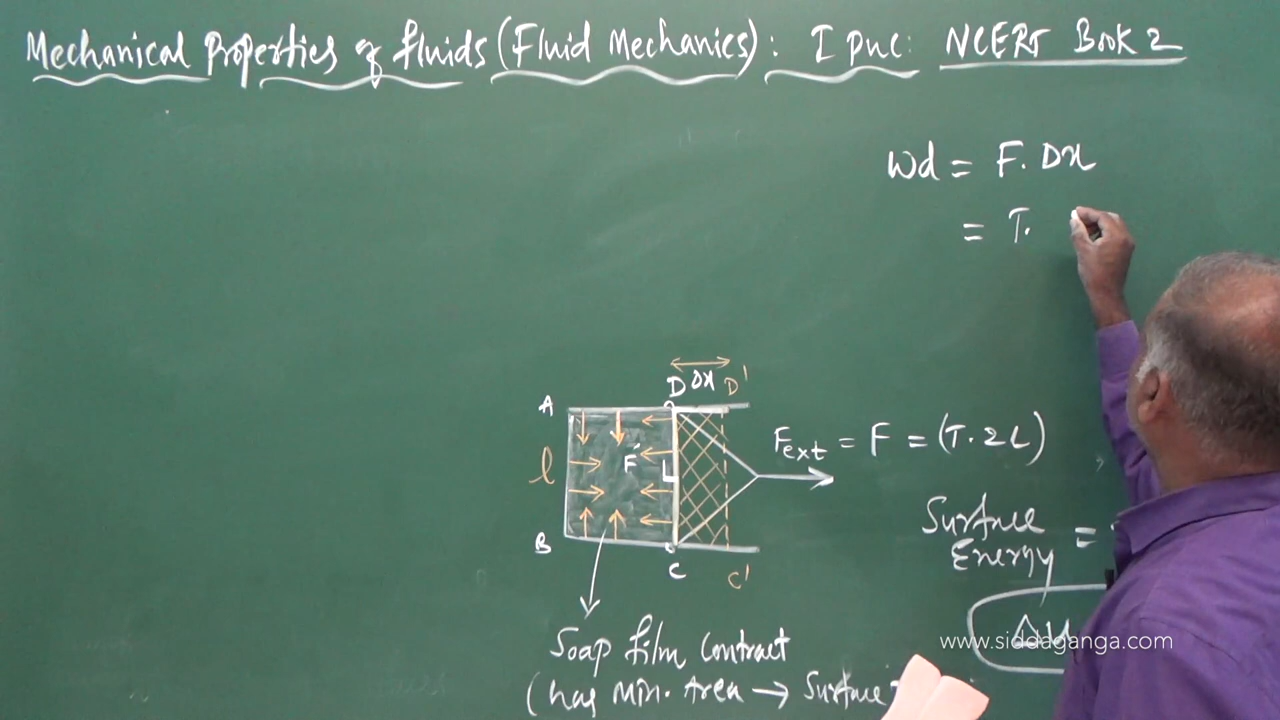 Mechanical Properties of fluids (Fluid Mechanics): I PUC: NCERT Book 2
Wd = F. Dx
= T.
D Dx D'
A
l F L
B
C C'
Fext = F = (T. 2L)
Surface
Energy =
ΔU
www.siddaganga.com
Soap film Contract
(has Min. Area → Surface